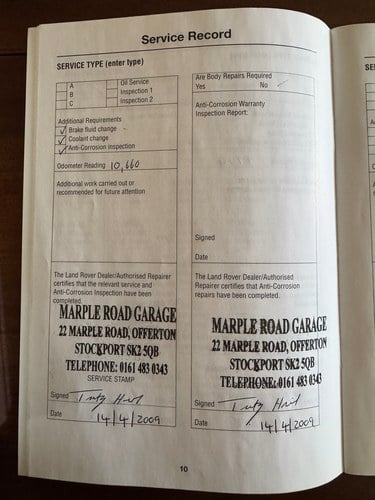 Service Record
SERVICE TYPE (enter type)
A
B
C
Oil Service
Inspection 1
Inspection 2
Additional Requirements
Brake fluid change
Coolant change
Anti-Corrosion inspection
Odometer Reading 10,660
Additional work carried out or
recommended for future attention
The Land Rover Dealer/Authorised Repairer
certifies that the relevant service and
Anti-Corrosion Inspection have been
completed.
MARPLE ROAD GARAGE
22 MARPLE ROAD, OFFERTON
STOCKPORT SK2 5QB
TELEPHONE: 0161 483 0343
SERVICE STAMP
Signed
Date 14/4/2009
Are Body Repairs Required
Yes No
Anti-Corrosion Warranty
Inspection Report:
Signed
Date
The Land Rover Dealer/Authorised
Repairer certifies that Anti-Corrosion
repairs have been completed.
MARPLE ROAD GARAGE
22 MARPLE ROAD, OFFERTON
STOCKPORT SK2 5QB
TELEPHONE: 0161 483 0343
Signed
Date 14/4/2009
10